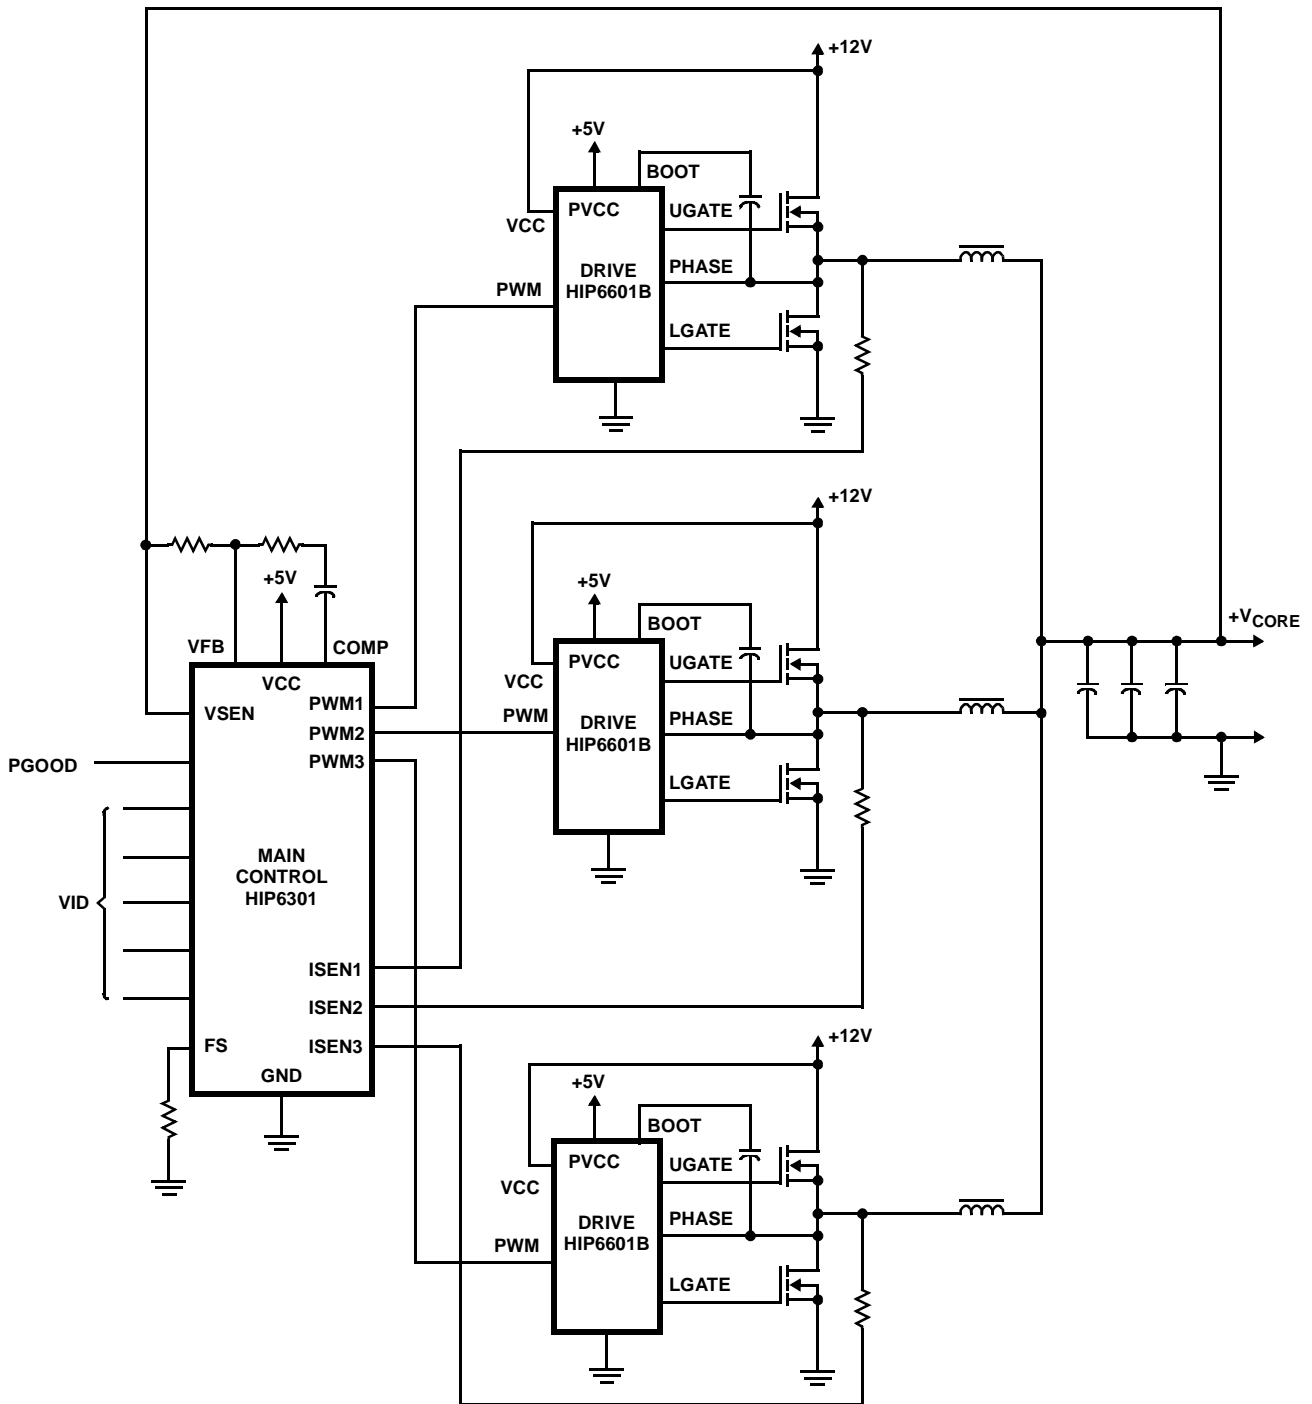 +12V
+5V
BOOT
PVCC
UGATE
VCC
DRIVE
HIP6601B
PHASE
PWM
LGATE
+12V
+5V
BOOT
PVCC
UGATE
VCC
DRIVE
HIP6601B
PHASE
PWM
LGATE
+5V
VFB
COMP
VCC
VSEN
PWM1
PWM2
PWM3
PGOOD
MAIN
CONTROL
HIP6301
VID
ISEN1
ISEN2
ISEN3
FS
GND
+VCORE
+12V
+5V
BOOT
PVCC
UGATE
VCC
DRIVE
HIP6601B
PHASE
PWM
LGATE